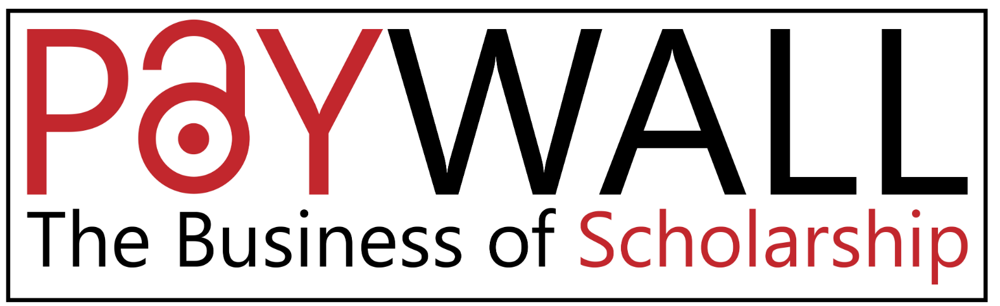 PAYWALL
The Business of Scholarship